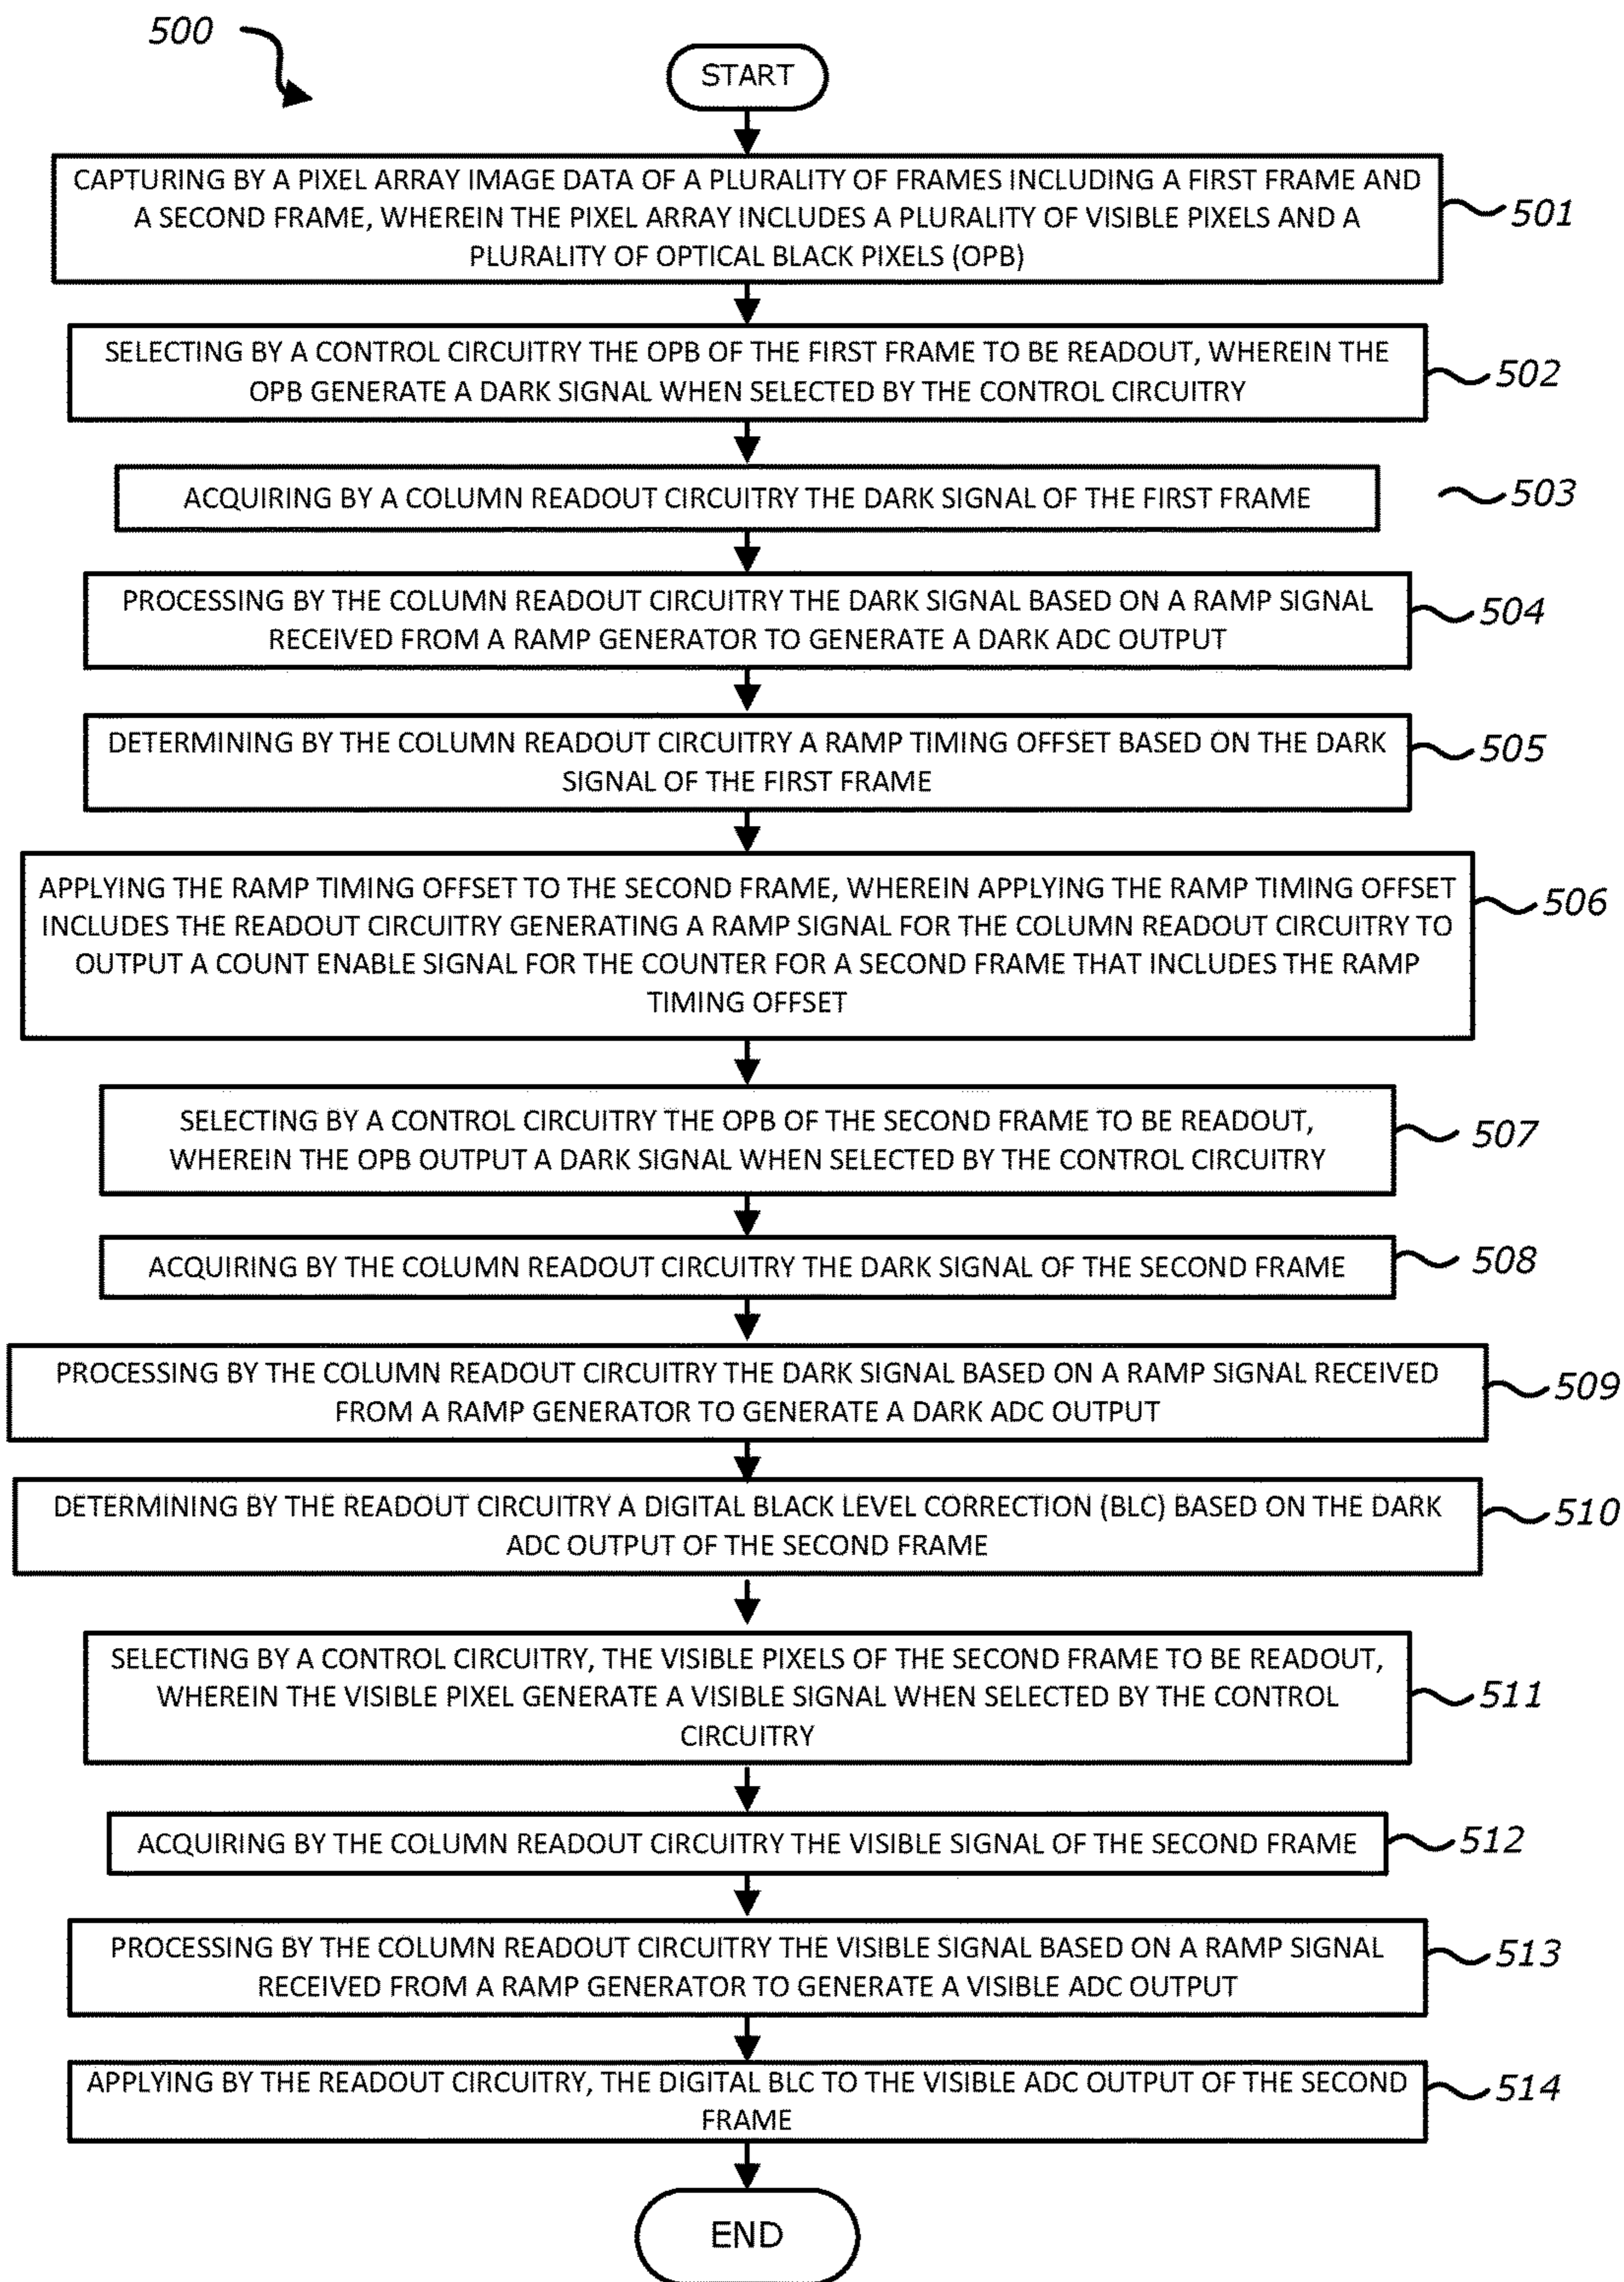 500
START
CAPTURING BY A PIXEL ARRAY IMAGE DATA OF A PLURALITY OF FRAMES INCLUDING A FIRST FRAME AND
A SECOND FRAME, WHEREIN THE PIXEL ARRAY INCLUDES A PLURALITY OF VISIBLE PIXELS AND A
PLURALITY OF OPTICAL BLACK PIXELS (OPB)
501
SELECTING BY A CONTROL CIRCUITRY THE OPB OF THE FIRST FRAME TO BE READOUT, WHEREIN THE
OPB GENERATE A DARK SIGNAL WHEN SELECTED BY THE CONTROL CIRCUITRY
502
ACQUIRING BY A COLUMN READOUT CIRCUITRY THE DARK SIGNAL OF THE FIRST FRAME
503
PROCESSING BY THE COLUMN READOUT CIRCUITRY THE DARK SIGNAL BASED ON A RAMP SIGNAL
RECEIVED FROM A RAMP GENERATOR TO GENERATE A DARK ADC OUTPUT
504
DETERMINING BY THE COLUMN READOUT CIRCUITRY A RAMP TIMING OFFSET BASED ON THE DARK
SIGNAL OF THE FIRST FRAME
505
APPLYING THE RAMP TIMING OFFSET TO THE SECOND FRAME, WHEREIN APPLYING THE RAMP TIMING OFFSET
INCLUDES THE READOUT CIRCUITRY GENERATING A RAMP SIGNAL FOR THE COLUMN READOUT CIRCUITRY TO
OUTPUT A COUNT ENABLE SIGNAL FOR THE COUNTER FOR A SECOND FRAME THAT INCLUDES THE RAMP
TIMING OFFSET
506
SELECTING BY A CONTROL CIRCUITRY THE OPB OF THE SECOND FRAME TO BE READOUT,
WHEREIN THE OPB OUTPUT A DARK SIGNAL WHEN SELECTED BY THE CONTROL CIRCUITRY
507
ACQUIRING BY THE COLUMN READOUT CIRCUITRY THE DARK SIGNAL OF THE SECOND FRAME
508
PROCESSING BY THE COLUMN READOUT CIRCUITRY THE DARK SIGNAL BASED ON A RAMP SIGNAL RECEIVED
FROM A RAMP GENERATOR TO GENERATE A DARK ADC OUTPUT
509
DETERMINING BY THE READOUT CIRCUITRY A DIGITAL BLACK LEVEL CORRECTION (BLC) BASED ON THE DARK
ADC OUTPUT OF THE SECOND FRAME
510
SELECTING BY A CONTROL CIRCUITRY, THE VISIBLE PIXELS OF THE SECOND FRAME TO BE READOUT,
WHEREIN THE VISIBLE PIXEL GENERATE A VISIBLE SIGNAL WHEN SELECTED BY THE CONTROL
CIRCUITRY
511
ACQUIRING BY THE COLUMN READOUT CIRCUITRY THE VISIBLE SIGNAL OF THE SECOND FRAME
512
PROCESSING BY THE COLUMN READOUT CIRCUITRY THE VISIBLE SIGNAL BASED ON A RAMP SIGNAL
RECEIVED FROM A RAMP GENERATOR TO GENERATE A VISIBLE ADC OUTPUT
513
APPLYING BY THE READOUT CIRCUITRY, THE DIGITAL BLC TO THE VISIBLE ADC OUTPUT OF THE SECOND
FRAME
514
END